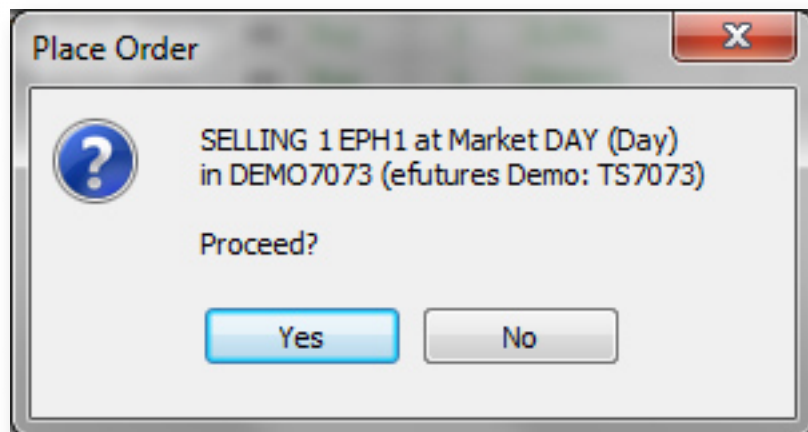 Place Order
SELLING 1 EPH1 at Market DAY (Day)
in DEMO7073 (efutures Demo: TS7073)
Proceed?
Yes
No